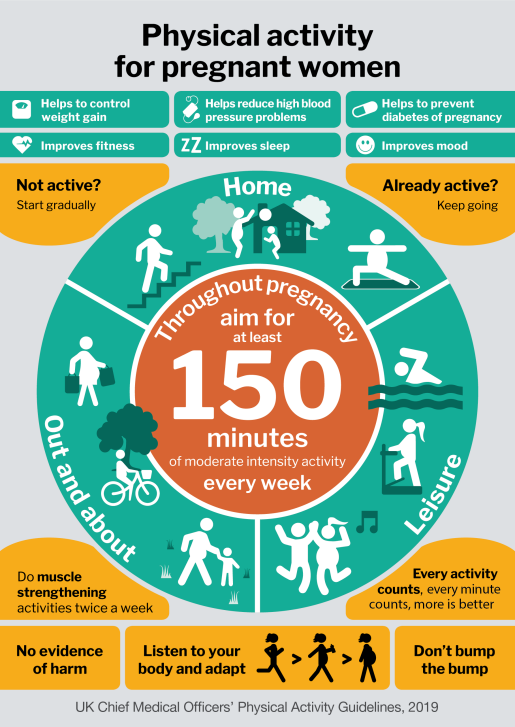 Physical activity
for pregnant women
Helps to control
weight gain
Helps reduce high blood
pressure problems
Helps to prevent
diabetes of pregnancy
Improves fitness
ZZ Improves sleep
Improves mood
Not active?
Start gradually
Already active?
Keep going
Home
Throughout pregnancy
aim for
at least
150
minutes
of moderate intensity activity
every week
Out and about
Leisure
Do muscle
strengthening
activities twice a week
Every activity
counts, every minute
counts, more is better
No evidence
of harm
Listen to your
body and adapt
> >
Don't bump
the bump
UK Chief Medical Officers' Physical Activity Guidelines, 2019